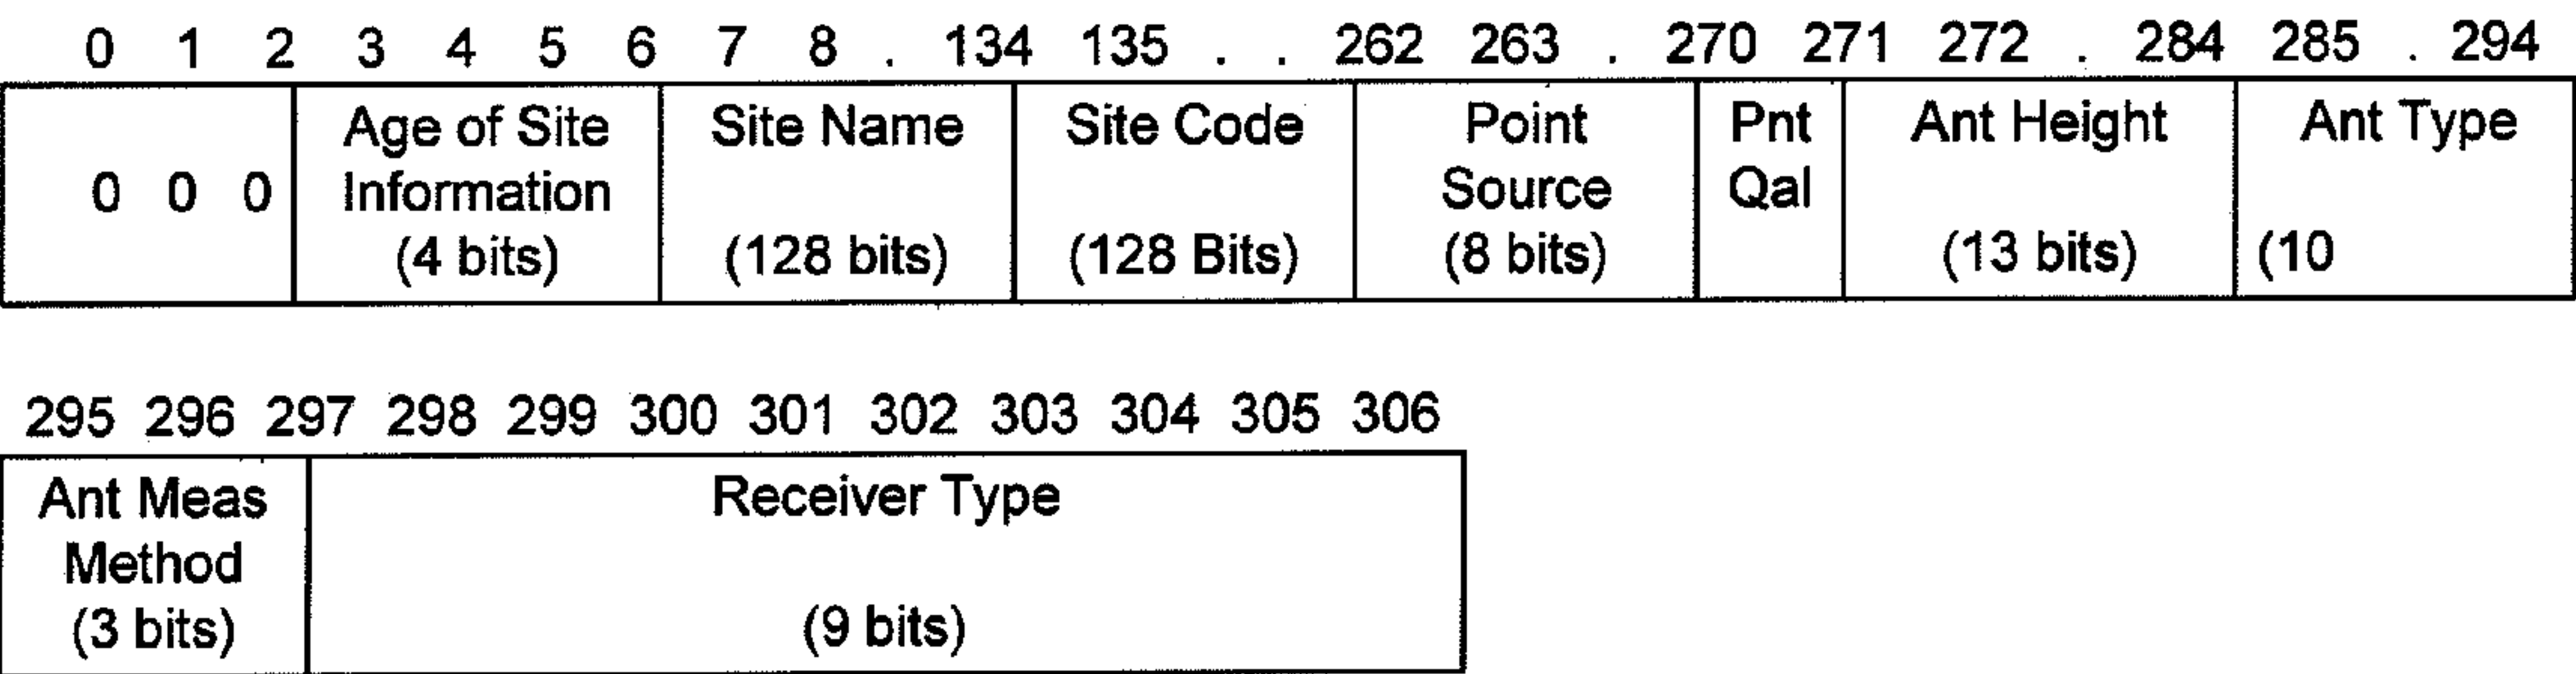 0 1 2 3 4 5 6 7 8 . 134 135 . . 262 263 . 270 271 272 . 284 285 . 294
0 0 0
Age of Site
Information
(4 bits)
Site Name
(128 bits)
Site Code
(128 Bits)
Point
Source
(8 bits)
Pnt
Qal
Ant Height
(13 bits)
Ant Type
(10
295 296 297 298 299 300 301 302 303 304 305 306
Ant Meas
Method
(3 bits)
Receiver Type
(9 bits)